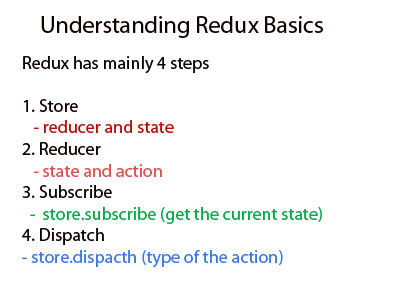 Understanding Redux Basics
Redux has mainly 4 steps
1. Store
- reducer and state
2. Reducer
- state and action
3. Subscribe
- store.subscribe (get the current state)
4. Dispatch
- store.dispacth (type of the action)